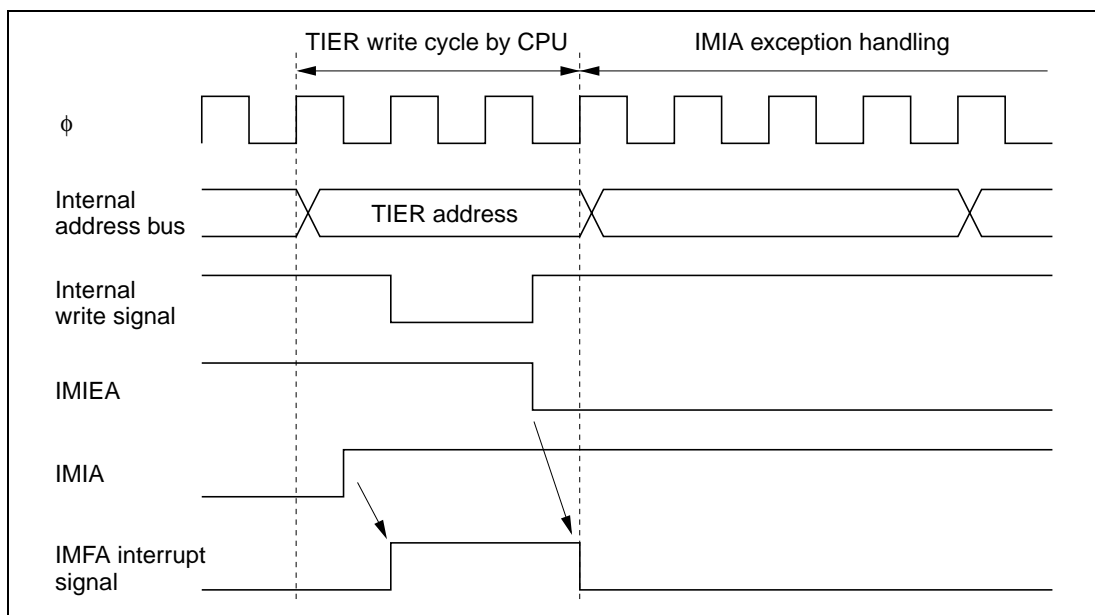 TIER write cycle by CPU
IMIA exception handling
ϕ
Internal
address bus
TIER address
Internal
write signal
IMIEA
IMIA
IMFA interrupt
signal